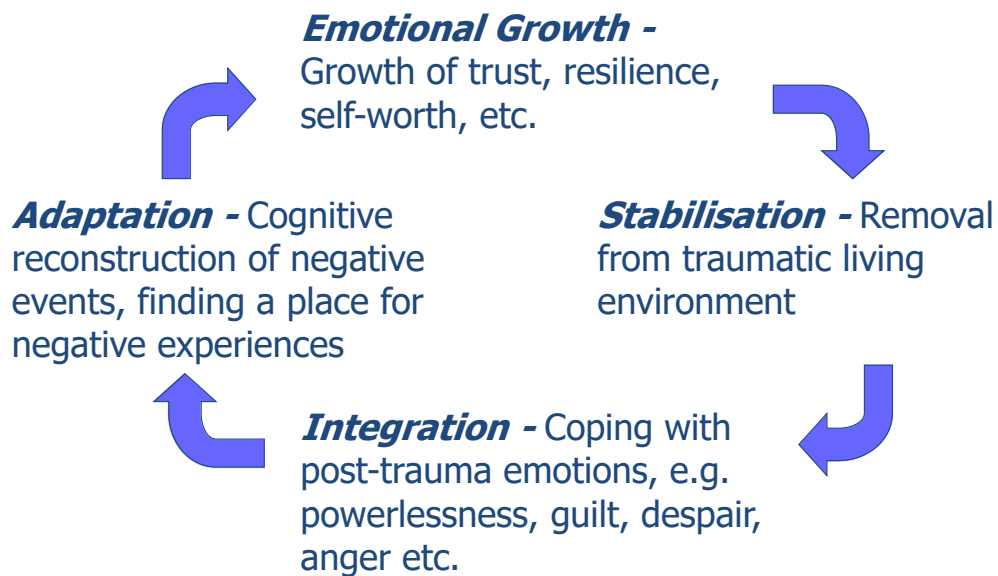 Emotional Growth -
Growth of trust, resilience,
self-worth, etc.
Adaptation - Cognitive
reconstruction of negative
events, finding a place for
negative experiences
Stabilisation - Removal
from traumatic living
environment
Integration - Coping with
post-trauma emotions, e.g.
powerlessness, guilt, despair,
anger etc.